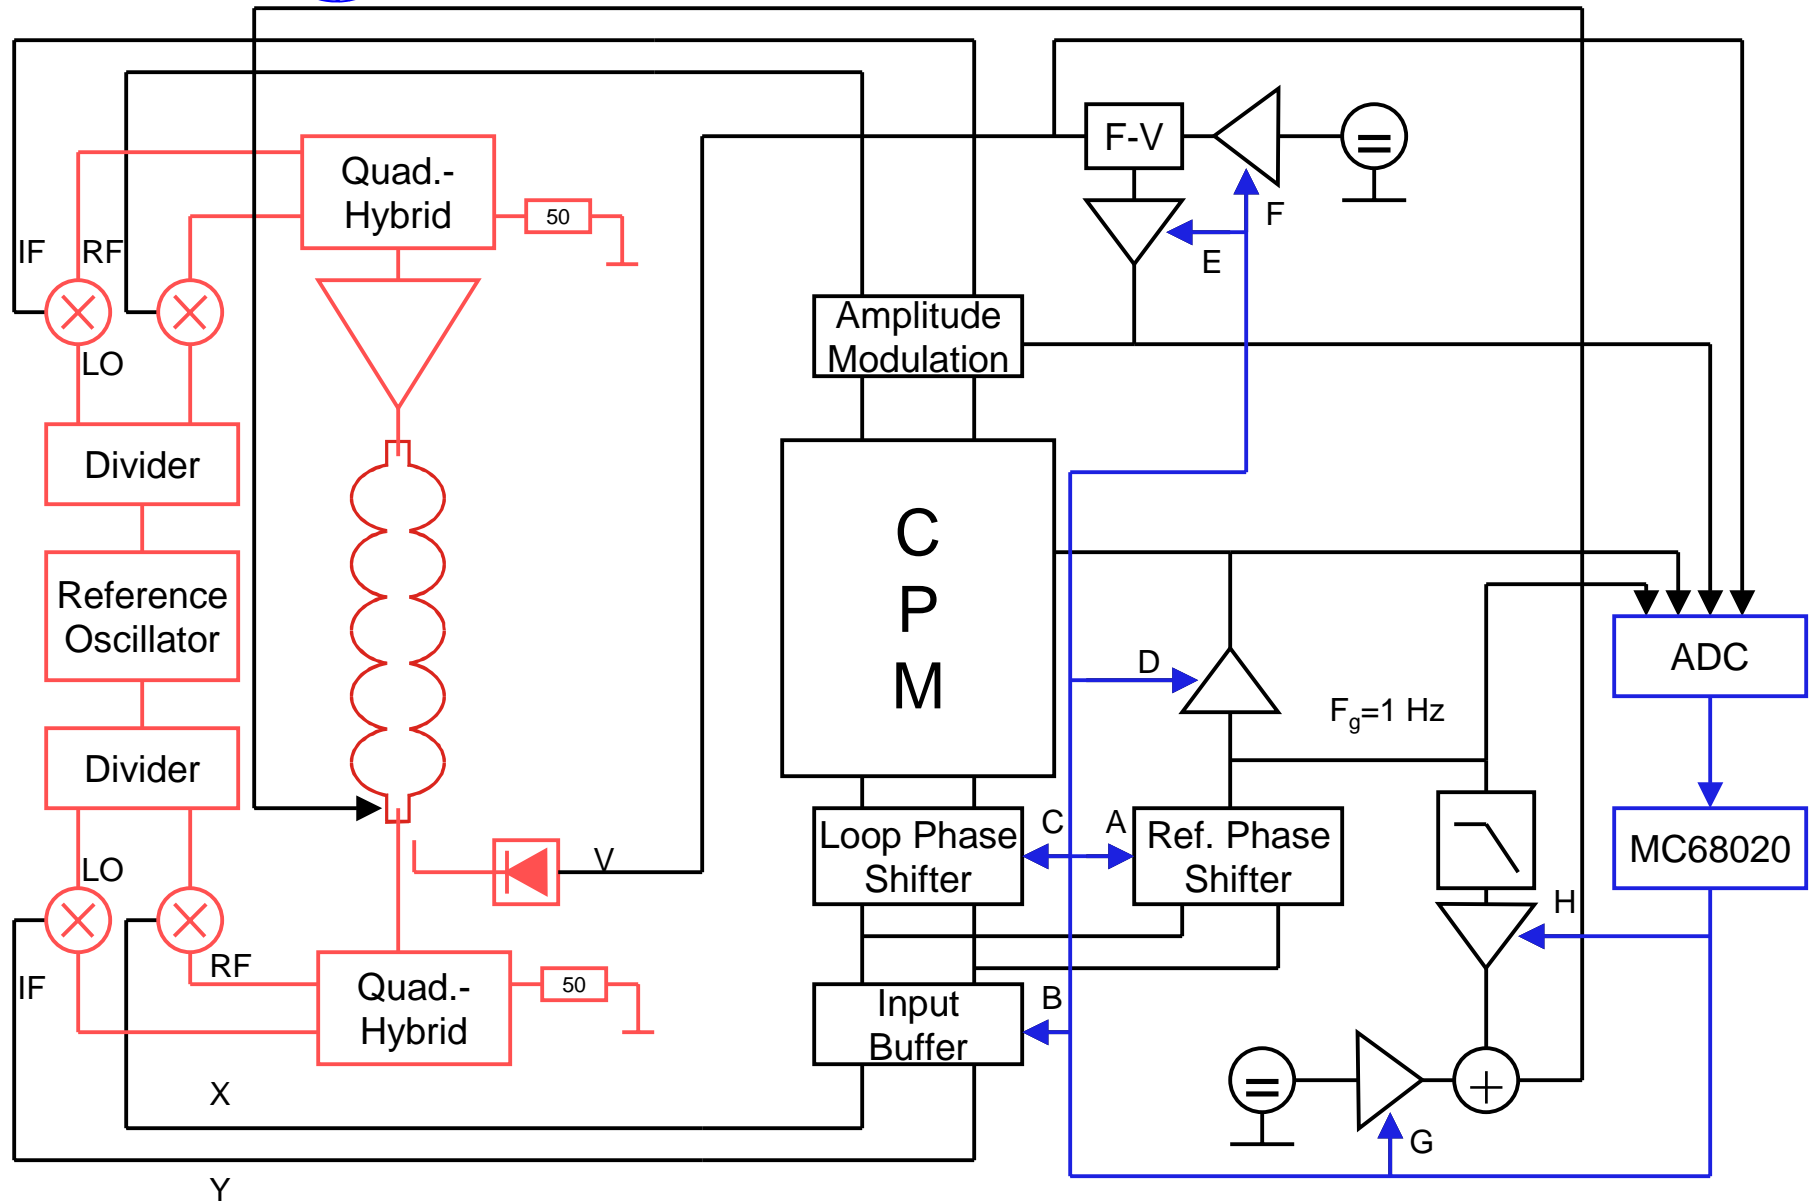 Quad.-
Hybrid
50
F-V
F
E
IF
RF
LO
Amplitude
Modulation
Divider
C
P
M
Reference
Oscillator
D
ADC
Fg=1 Hz
Divider
Loop Phase
Shifter
C
A
Ref. Phase
Shifter
MC68020
LO
V
H
RF
IF
Quad.-
Hybrid
50
Input
Buffer
B
X
G
Y
=
=
+